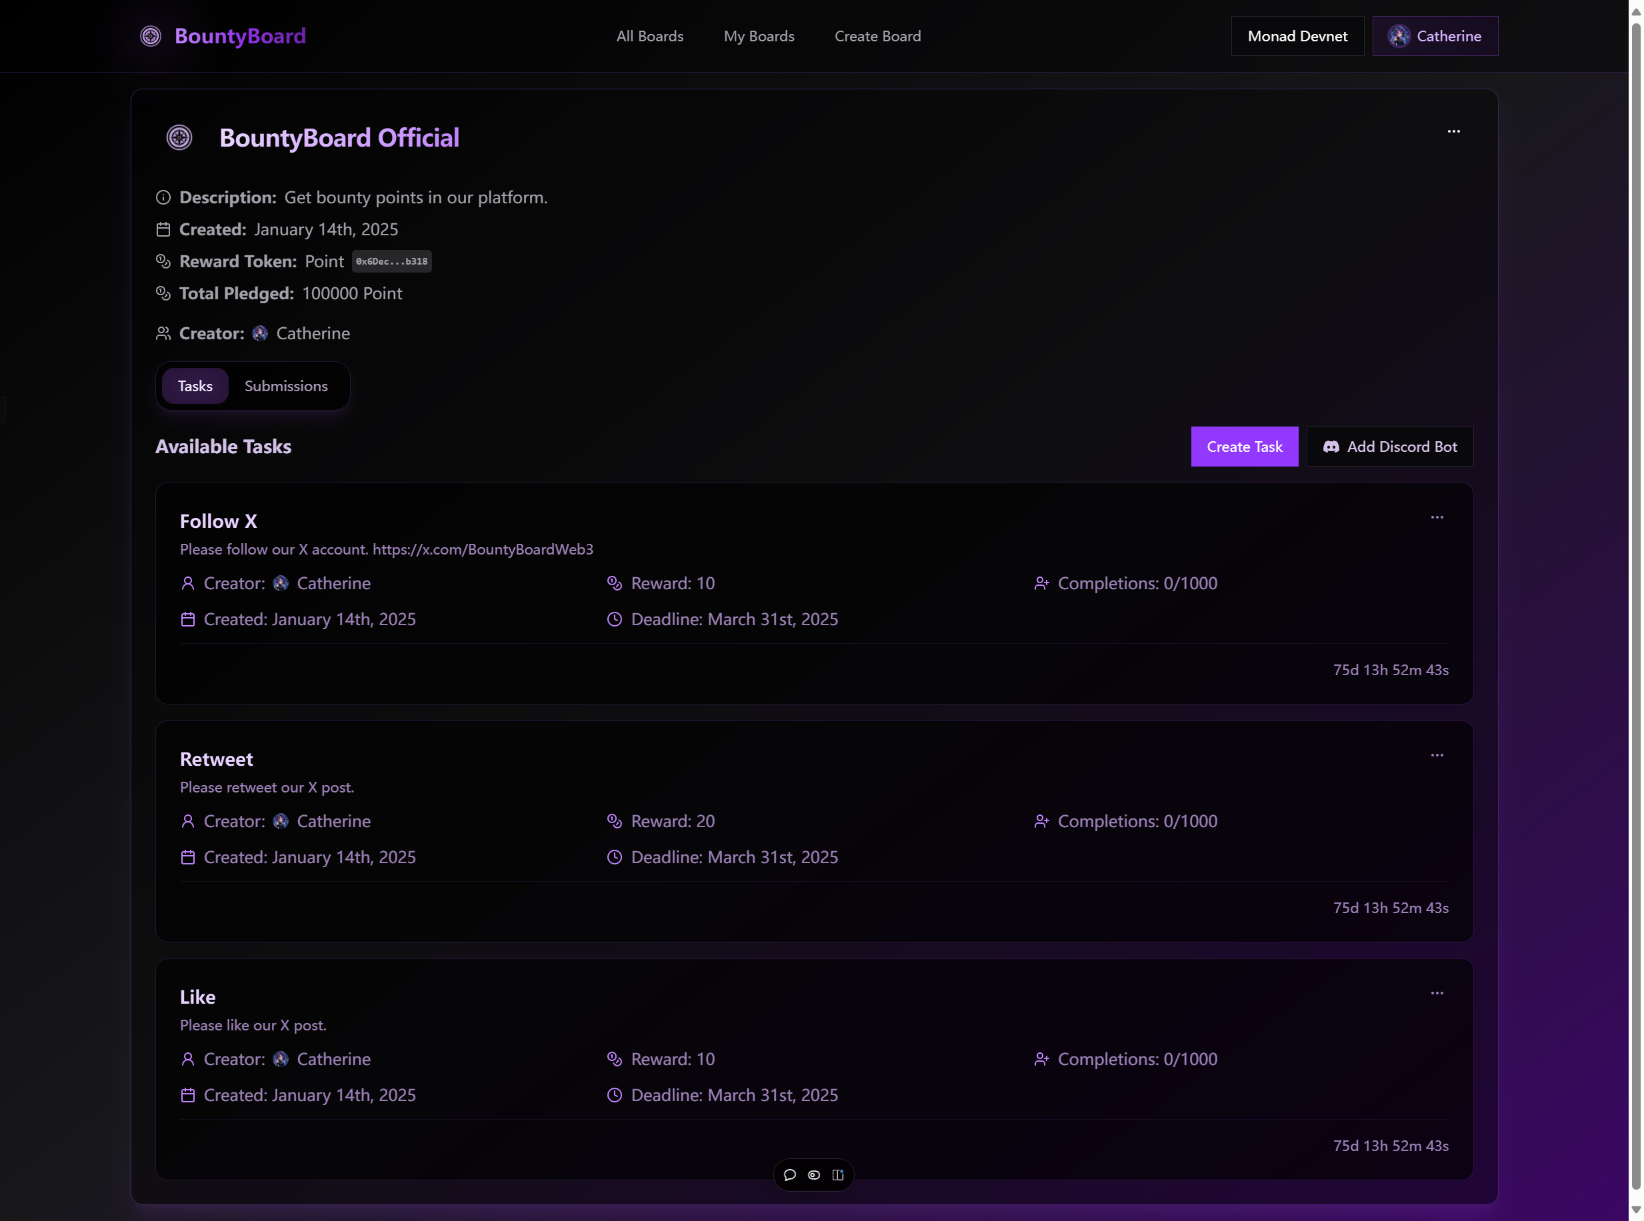 BountyBoard
All Boards
My Boards
Create Board
Monad Devnet
Catherine
BountyBoard Official
...
Description: Get bounty points in our platform.
Created: January 14th, 2025
Reward Token: Point 0x6Dec...b318
Total Pledged: 100000 Point
Creator: Catherine
Tasks
Submissions
Available Tasks
Create Task
Add Discord Bot
Follow X
...
Please follow our X account. https://x.com/BountyBoardWeb3
Creator: Catherine
Reward: 10
Completions: 0/1000
Created: January 14th, 2025
Deadline: March 31st, 2025
75d 13h 52m 43s
Retweet
...
Please retweet our X post.
Creator: Catherine
Reward: 20
Completions: 0/1000
Created: January 14th, 2025
Deadline: March 31st, 2025
75d 13h 52m 43s
Like
...
Please like our X post.
Creator: Catherine
Reward: 10
Completions: 0/1000
Created: January 14th, 2025
Deadline: March 31st, 2025
75d 13h 52m 43s